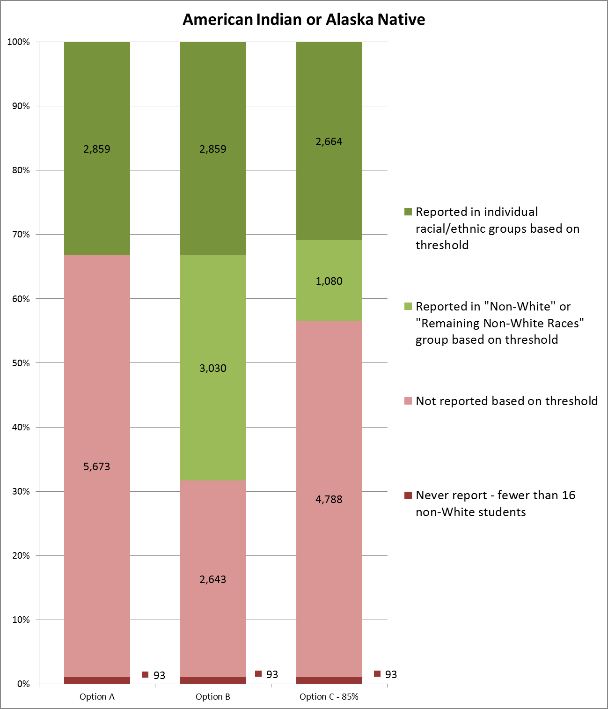 American Indian or Alaska Native
100%
90%
80%
70%
60%
50%
40%
30%
20%
10%
0%
2,859
5,673
93
2,859
3,030
2,643
93
2,664
1,080
4,788
93
Option A
Option B
Option C - 85%
Reported in individual
racial/ethnic groups based on
threshold
Reported in "Non-White" or
"Remaining Non-White Races"
group based on threshold
Not reported based on threshold
Never report - fewer than 16
non-White students